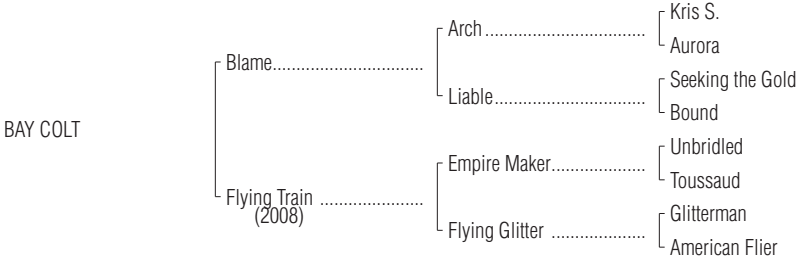 Kris S.
Arch ......................................
Aurora
Blame...................................
Seeking the Gold
Liable.....................................
Bound
BAY COLT
Unbridled
Empire Maker......................
Toussaud
Flying Train ........................
(2008)
Glitterman
Flying Glitter ......................
American Flier